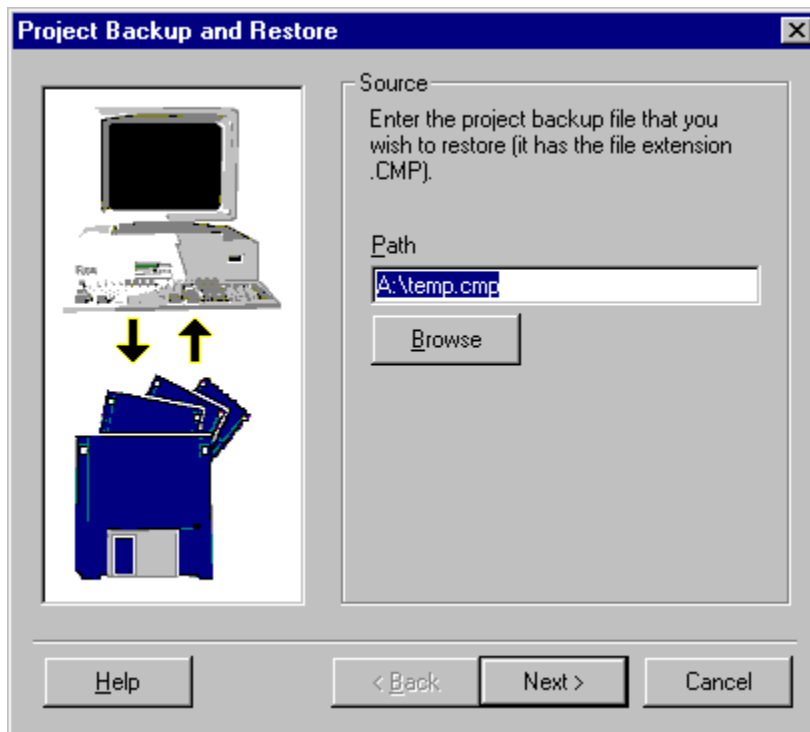 Project Backup and Restore
Source
Enter the project backup file that you
wish to restore (it has the file extension
.CMP).
Path
A:\temp.cmp
Browse
Help
< Back
Next >
Cancel